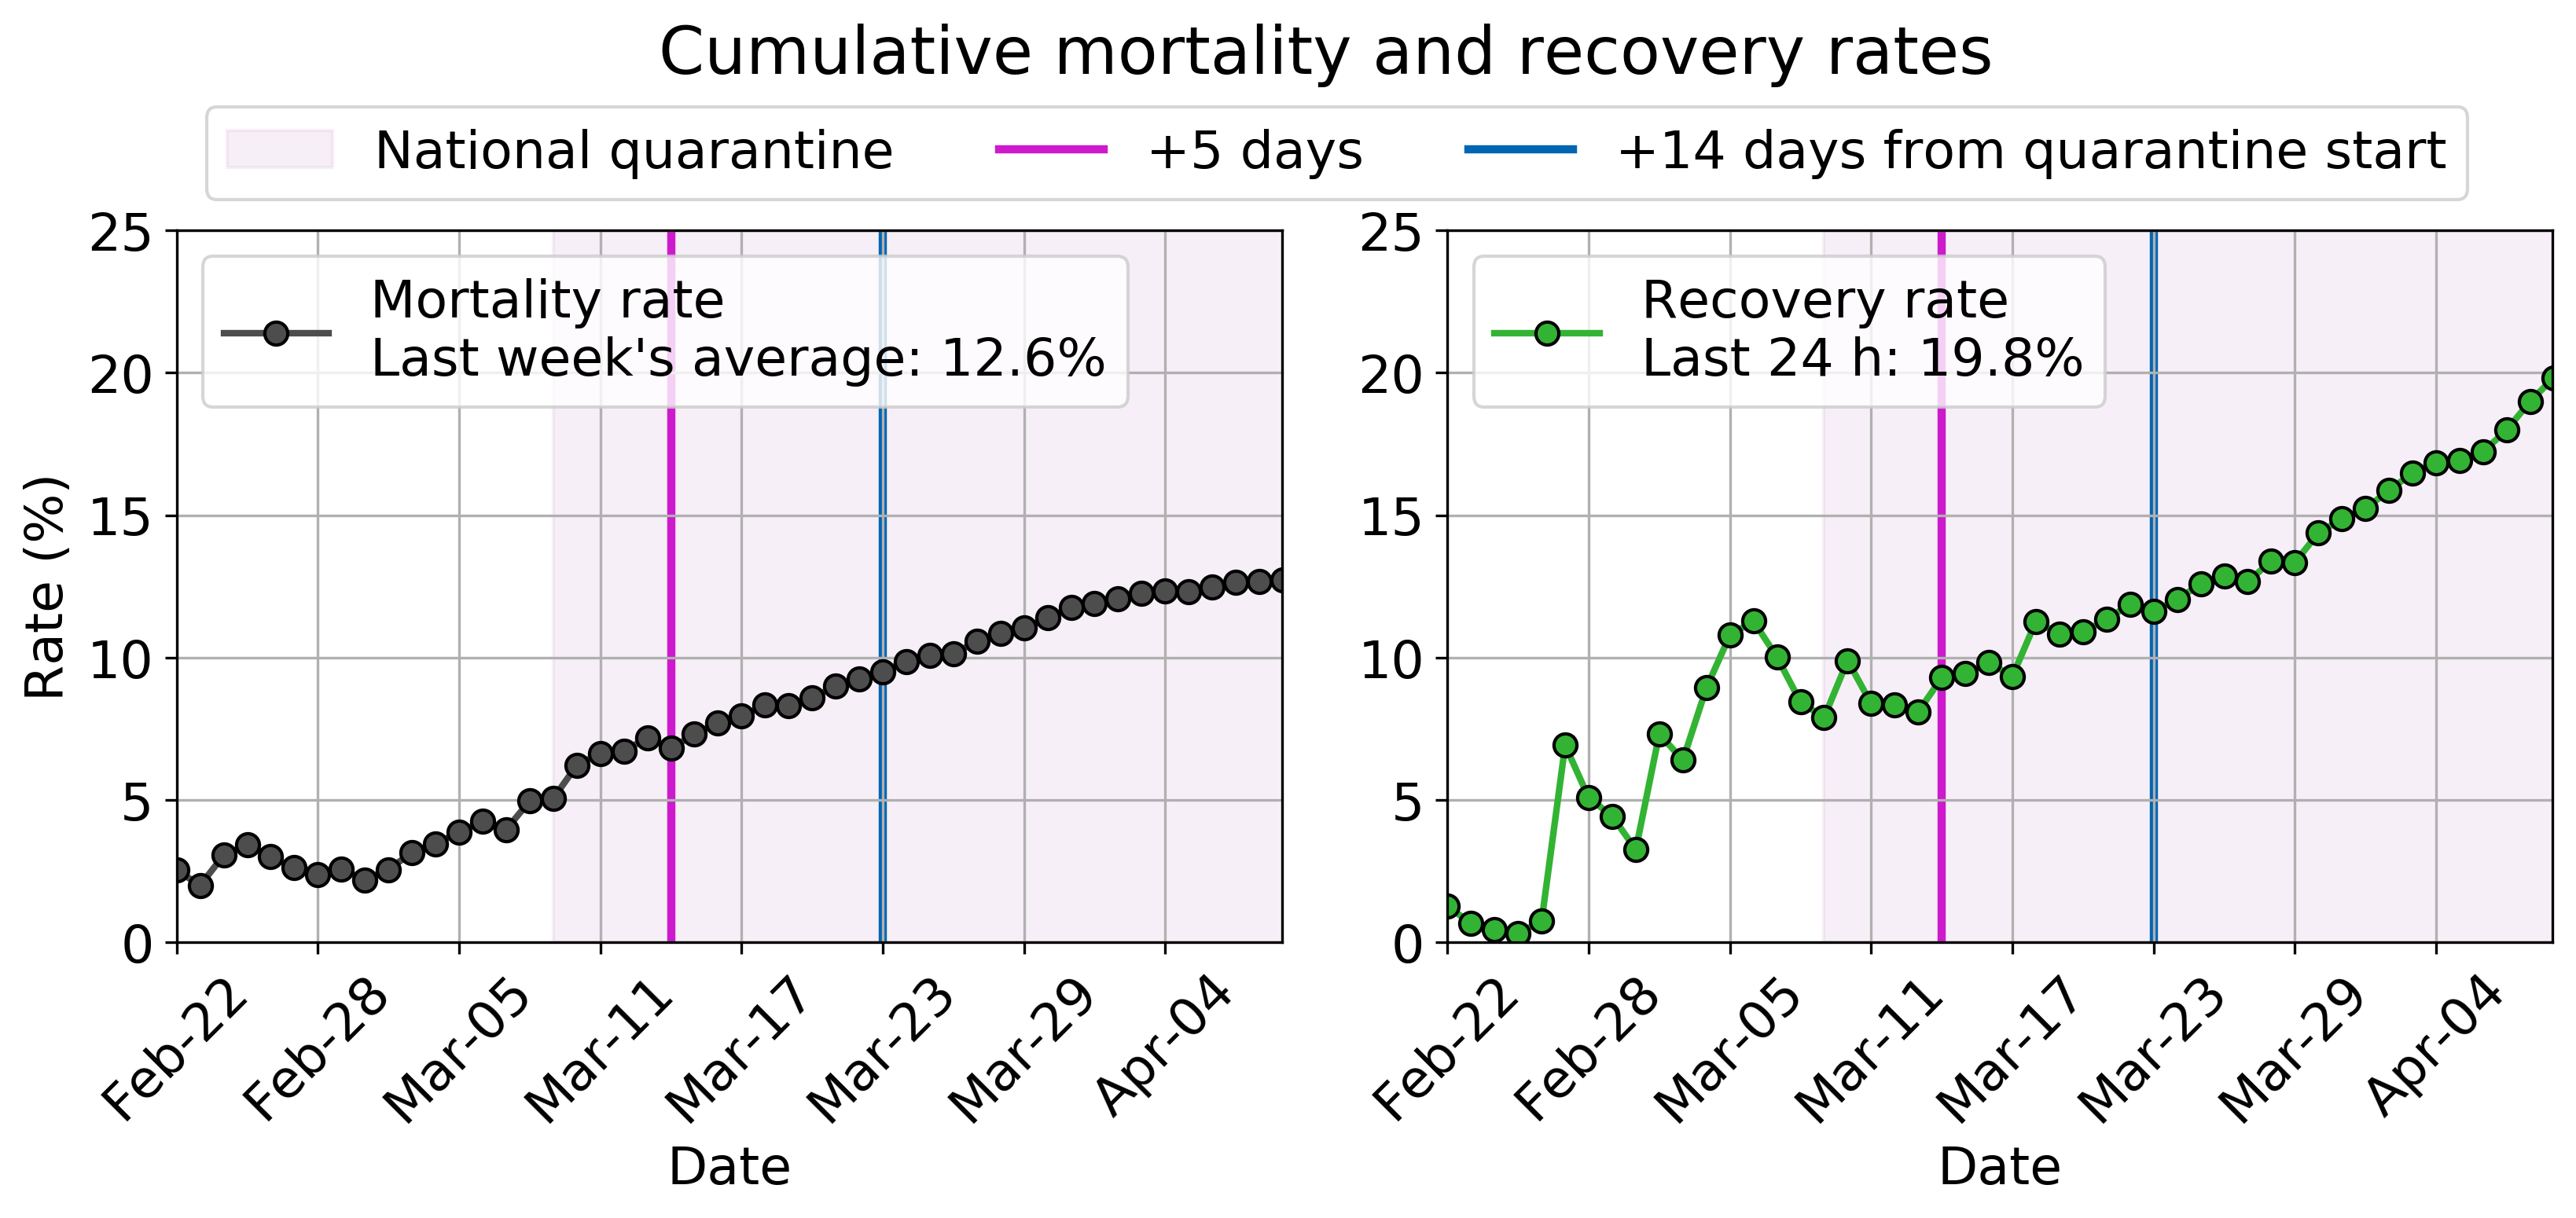 Cumulative mortality and recovery rates
National quarantine +5 days +14 days from quarantine start
25
20
15
10
5
0
Rate (%)
Mortality rate
Last week's average: 12.6%
Feb-22 Feb-28 Mar-05 Mar-11 Mar-17 Mar-23 Mar-29 Apr-04
Date
25
20
15
10
5
0
Recovery rate
Last 24 h: 19.8%
Feb-22 Feb-28 Mar-05 Mar-11 Mar-17 Mar-23 Mar-29 Apr-04
Date